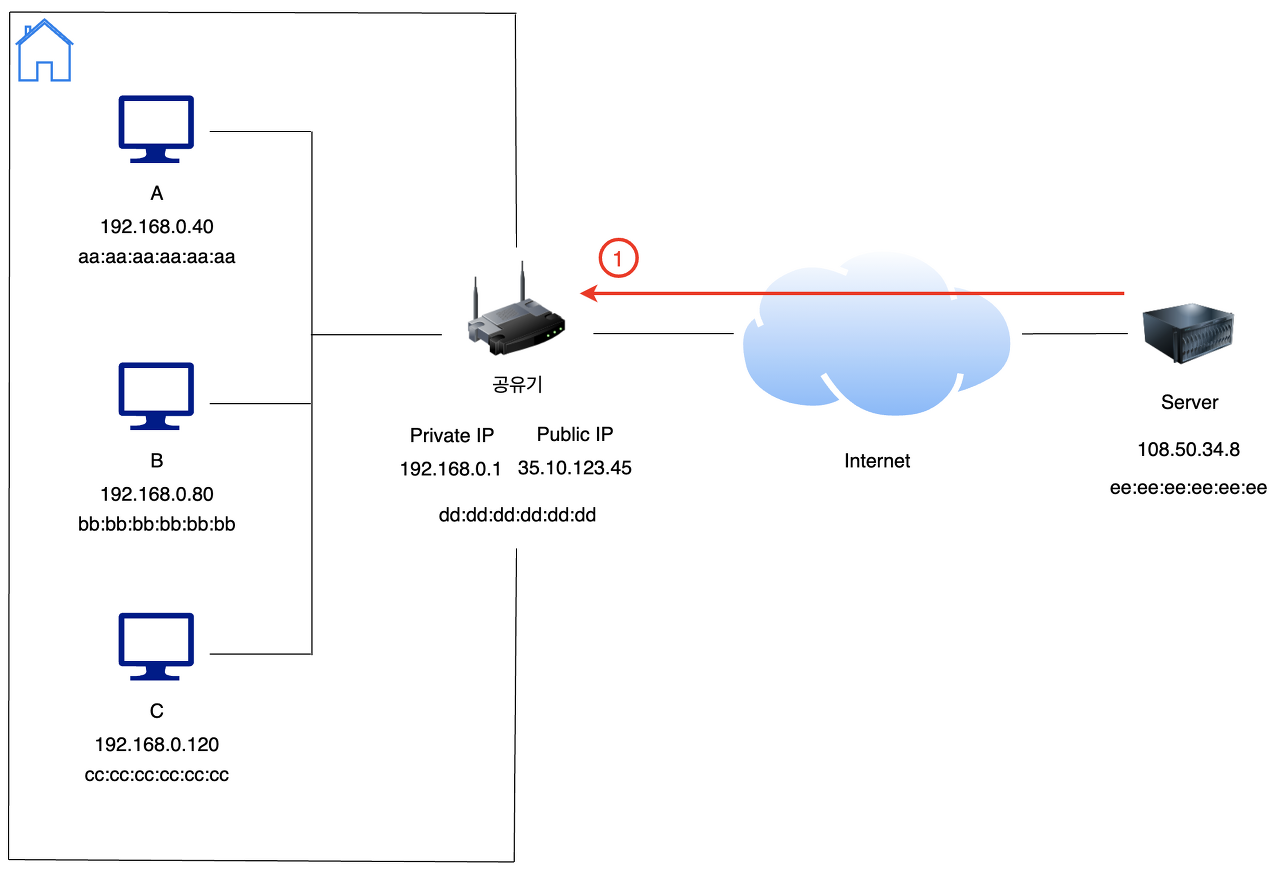 A
192.168.0.40
aa:aa:aa:aa:aa:aa
B
192.168.0.80
bb:bb:bb:bb:bb:bb
C
192.168.0.120
cc:cc:cc:cc:cc:cc
공유기
Private IP
192.168.0.1
Public IP
35.10.123.45
dd:dd:dd:dd:dd:dd
1
Internet
Server
108.50.34.8
ee:ee:ee:ee:ee:ee